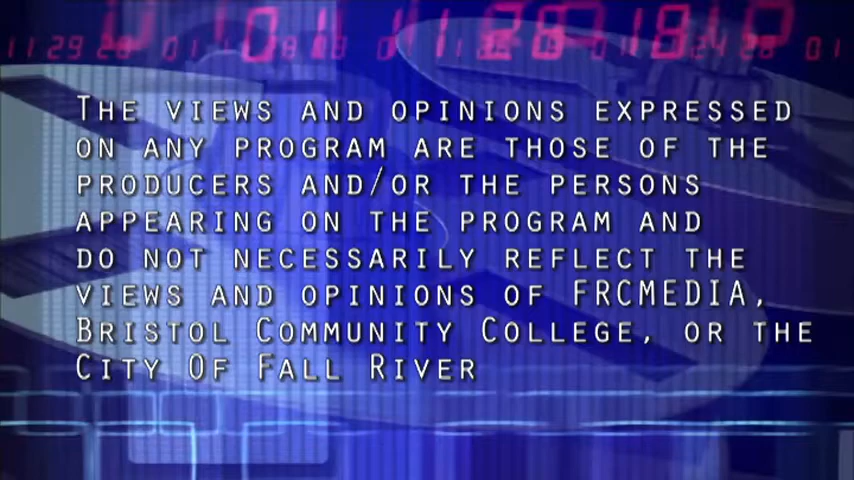 The views and opinions expressed
on any program are those of the
producers and/or the persons
appearing on the program and
do not necessarily reflect the
views and opinions of FRCMEDIA,
Bristol Community College, or the
City Of Fall River